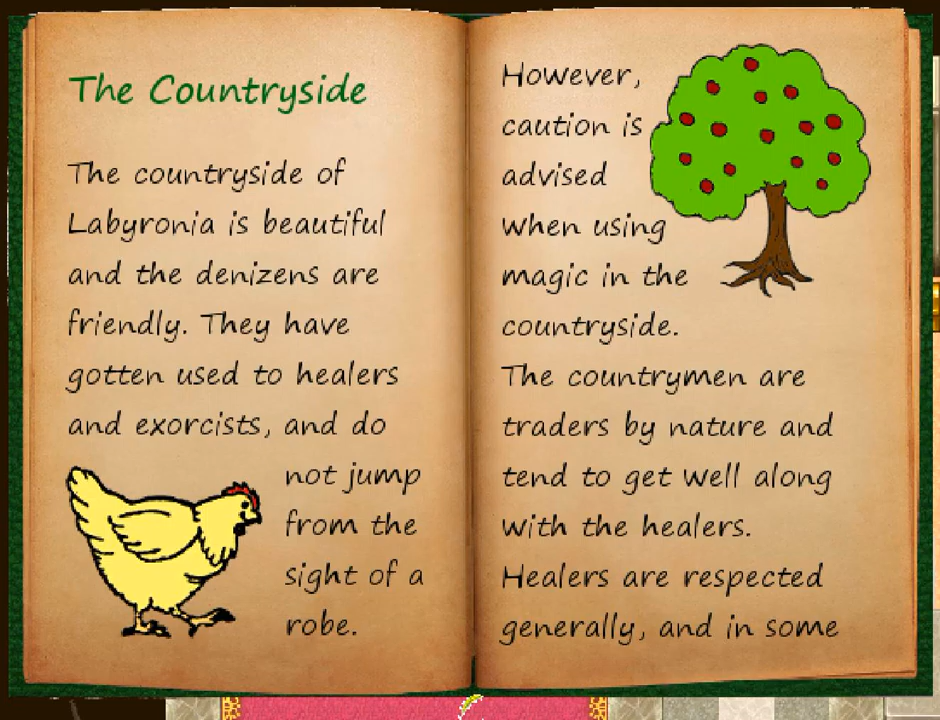 The Countryside
The countryside of
Labyronia is beautiful
and the denizens are
friendly. They have
gotten used to healers
and exorcists, and do
not jump
from the
sight of a
robe.
However,
caution is
advised
when using
magic in the
countryside.
The countrymen are
traders by nature and
tend to get well along
with the healers.
Healers are respected
generally, and in some